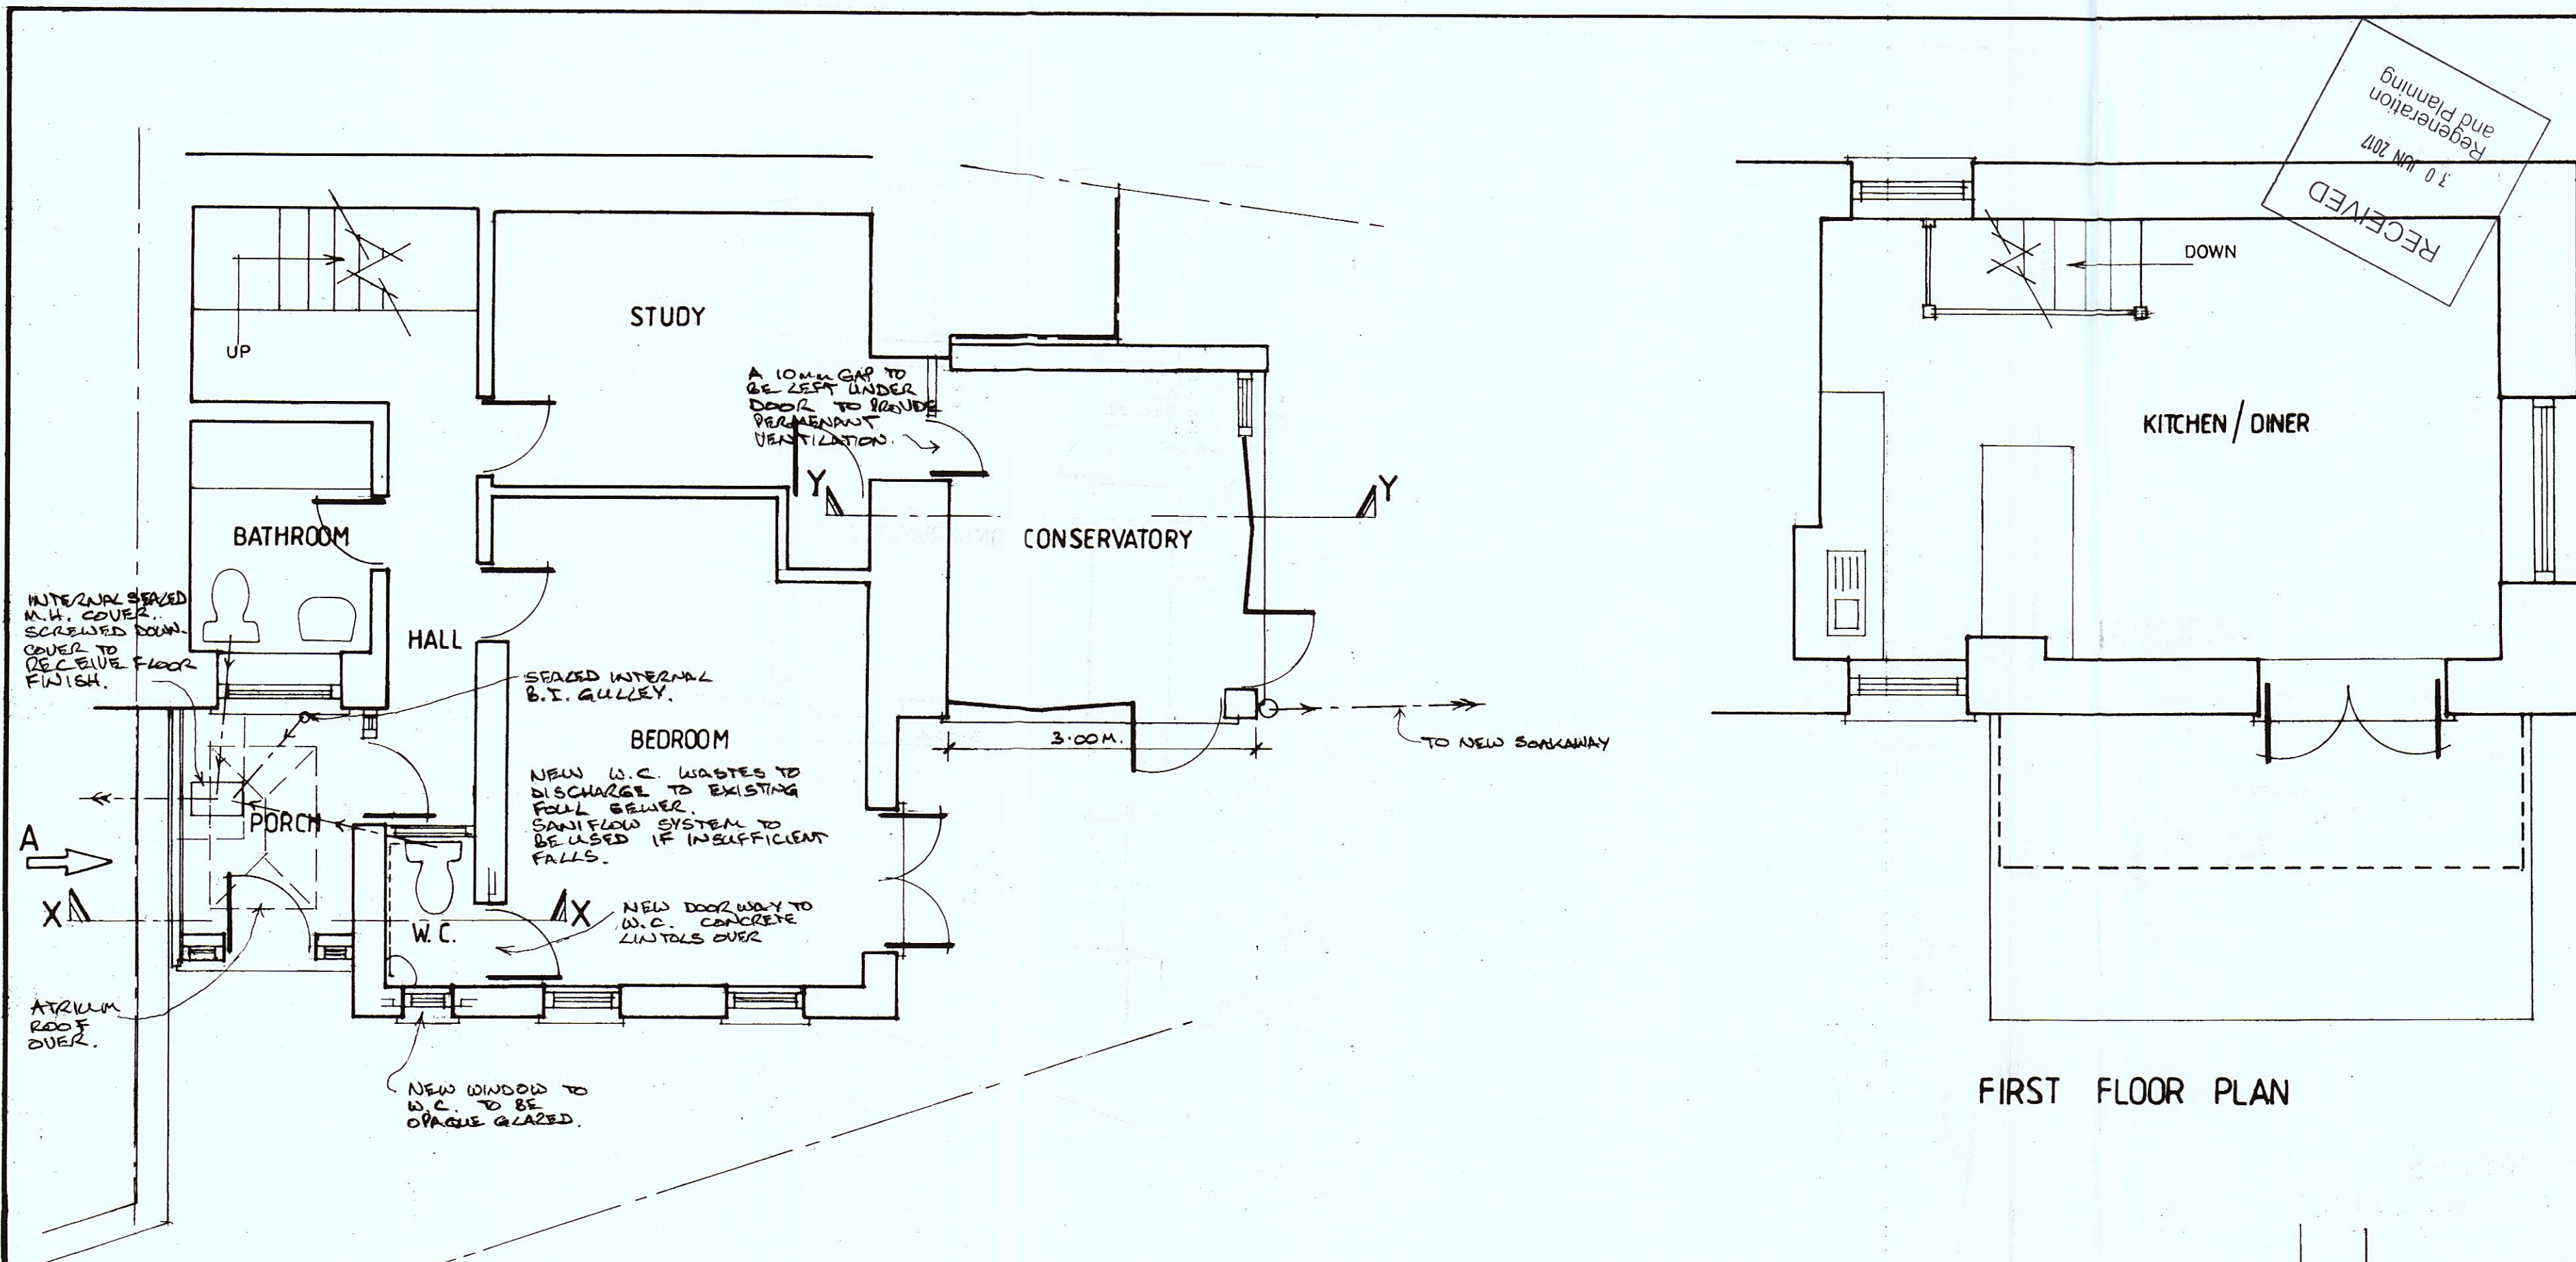 RECEIVED
30 JUN 2017
Regeneration
and Planning
UP
STUDY
A 10mm GAP TO
BE LEFT UNDER
DOOR TO PROVIDE
PERMENANT
VENTILATION.
DOWN
KITCHEN / DINER
Y
Y
BATHROOM
CONSERVATORY
INTERNAL SEALED
M.H. COVER.
SCREWED DOWN.
COVER TO
RECEIVE FLOOR
FINISH.
HALL
SEALED INTERNAL
B.I. GULLEY.
BEDROOM
3.00M.
TO NEW SOAKAWAY
NEW W.C. WASTES TO
DISCHARGE TO EXISTING
FOUL SEWER.
SANIFLOW SYSTEM TO
BE USED IF INSUFFICIENT
FALLS.
PORCH
A
X
X
W.C.
NEW DOORWAY TO
W.C. CONCRETE
LINTOLS OVER
ATRIUM
ROOF
OVER.
NEW WINDOW TO
W.C. TO BE
OPAQUE GLAZED.
FIRST FLOOR PLAN